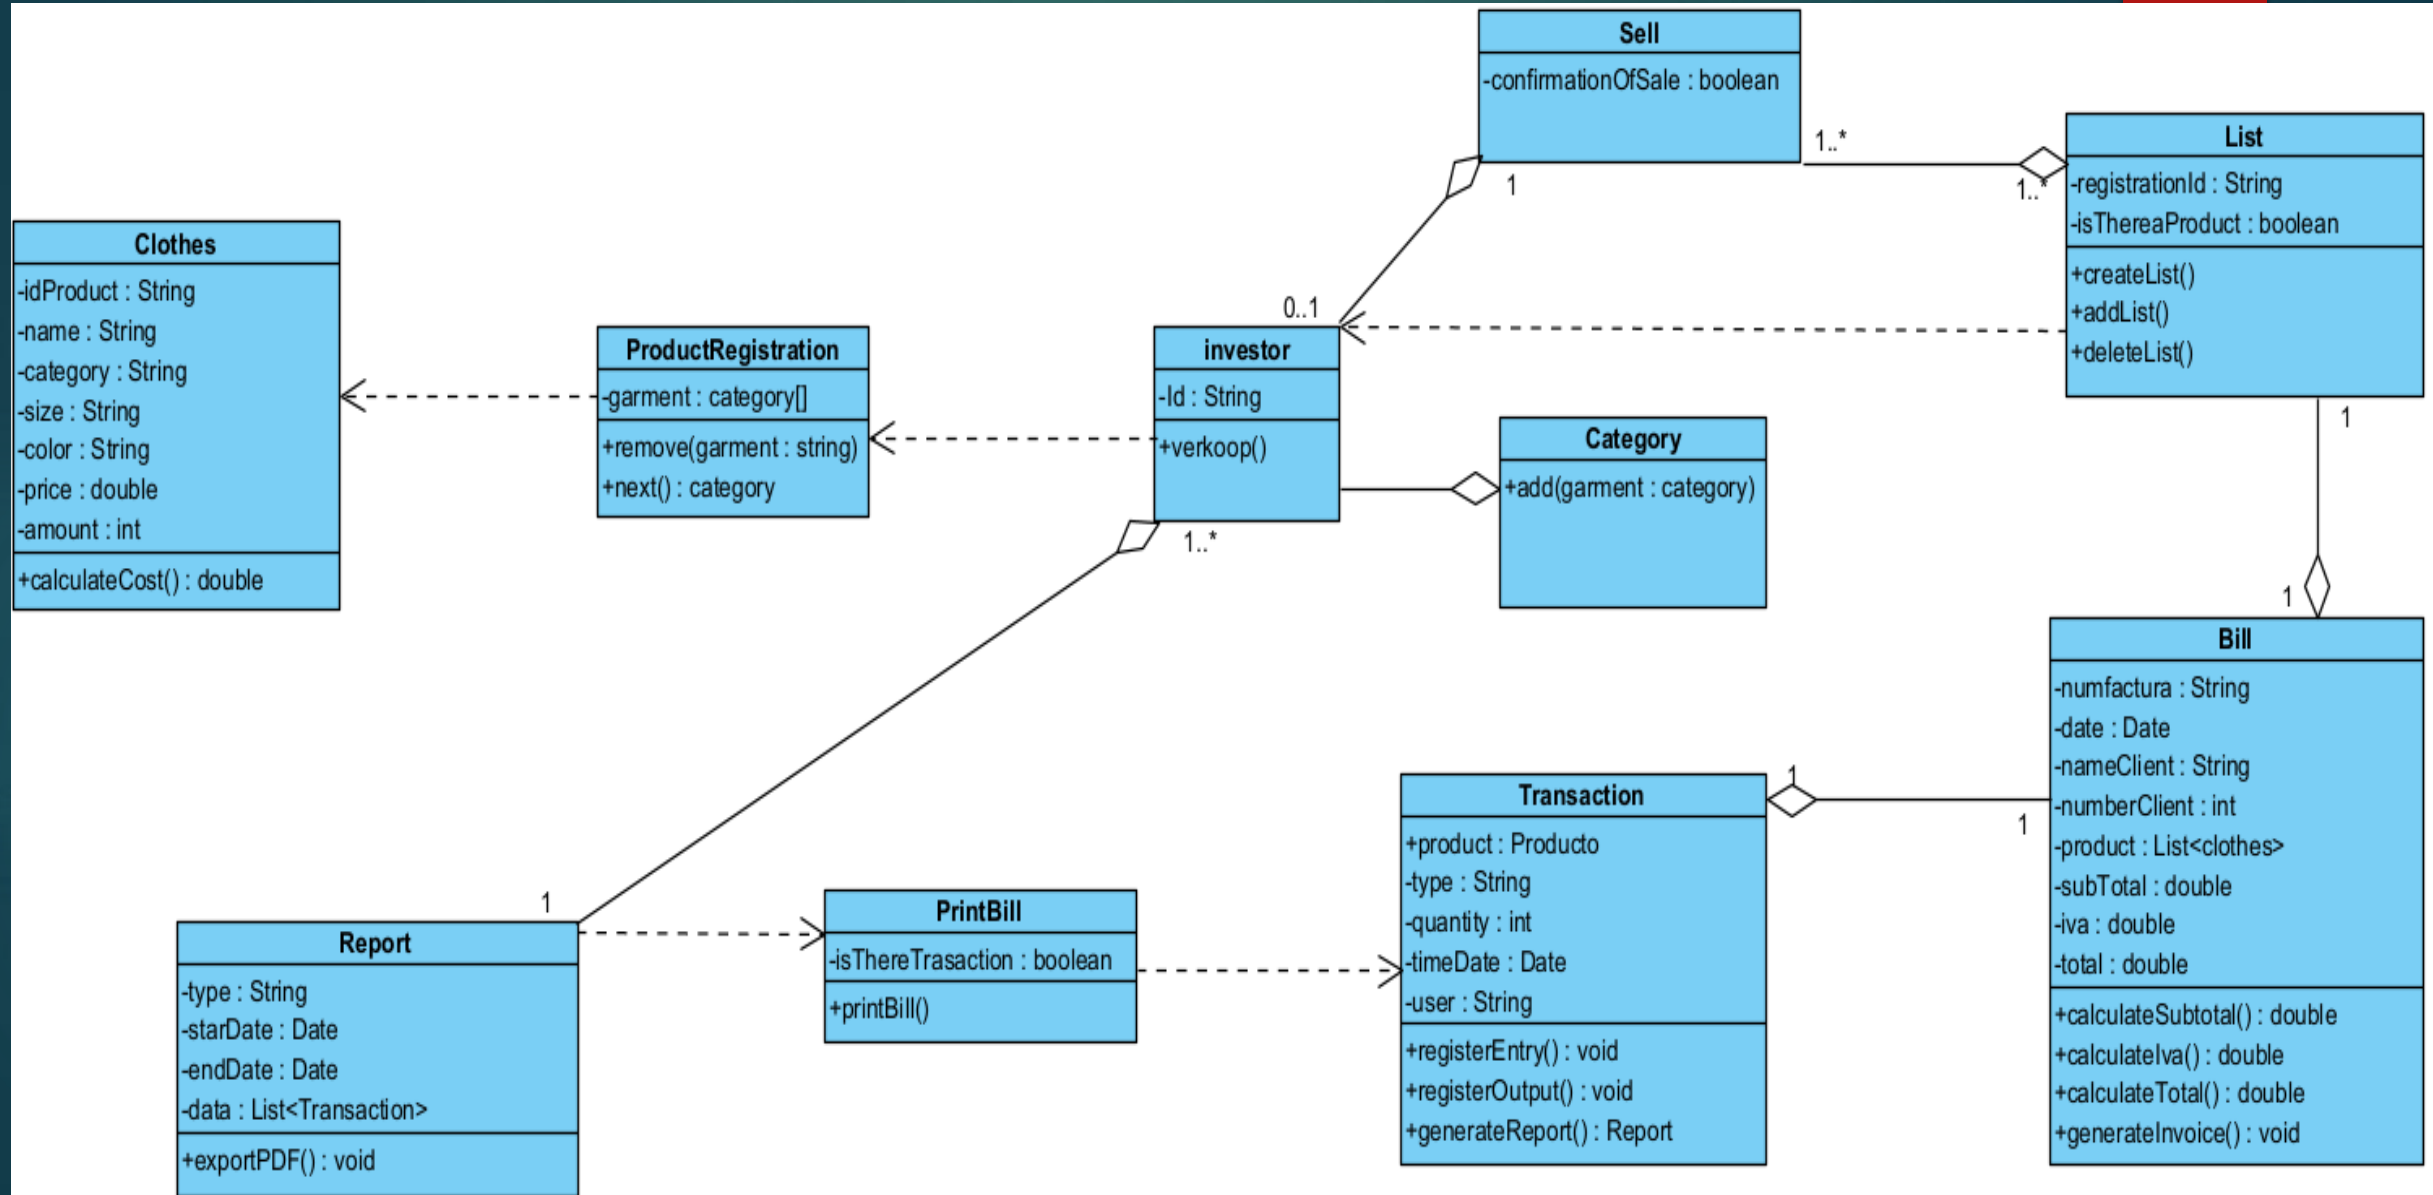 Sell
-confirmationOfSale : boolean
1
1..*
1..*
List
-registrationId : String
-isThereaProduct : boolean
+createList()
+addList()
+deleteList()
1
Clothes
-idProduct : String
-name : String
-category : String
-size : String
-color : String
-price : double
-amount : int
+calculateCost() : double
ProductRegistration
-garment : category[]
+remove(garment : string)
+next() : category
0..1
investor
-Id : String
+verkoop()
1..*
Category
+add(garment : category)
1
Bill
-numfactura : String
-date : Date
-nameClient : String
-numberClient : int
-product : List<clothes>
-subTotal : double
-iva : double
-total : double
+calculateSubtotal() : double
+calculateIva() : double
+calculateTotal() : double
+generateInvoice() : void
1
1
Transaction
+product : Producto
-type : String
-quantity : int
-timeDate : Date
-user : String
+registerEntry() : void
+registerOutput() : void
+generateReport() : Report
PrintBill
-isThereTrasaction : boolean
+printBill()
1
Report
-type : String
-starDate : Date
-endDate : Date
-data : List<Transaction>
+exportPDF() : void